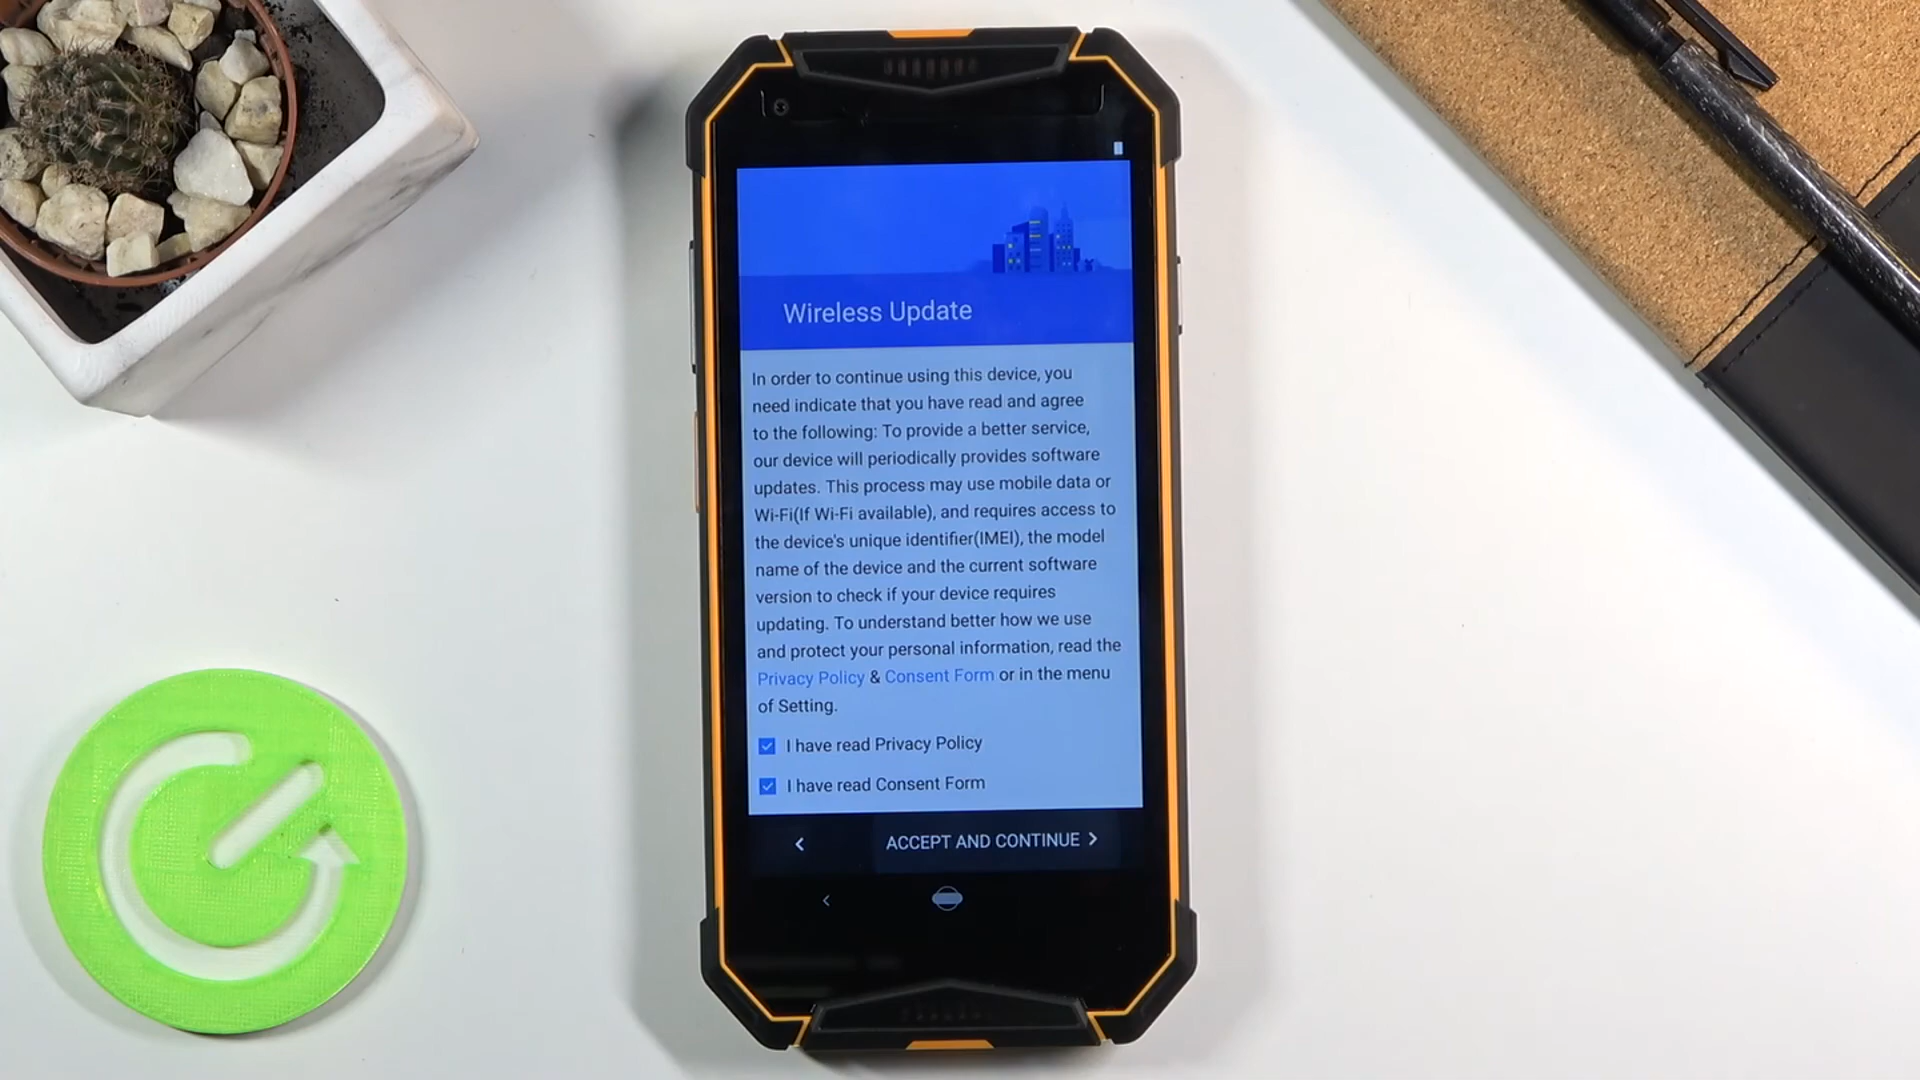 Wireless Update
In order to continue using this device, you
need indicate that you have read and agree
to the following: To provide a better service,
our device will periodically provides software
updates. This process may use mobile data or
Wi-Fi(If Wi-Fi available), and requires access to
the device's unique identifier(IMEI), the model
name of the device and the current software
version to check if your device requires
updating. To understand better how we use
and protect your personal information, read the
Privacy Policy & Consent Form or in the menu
of Setting.
I have read Privacy Policy
I have read Consent Form
ACCEPT AND CONTINUE